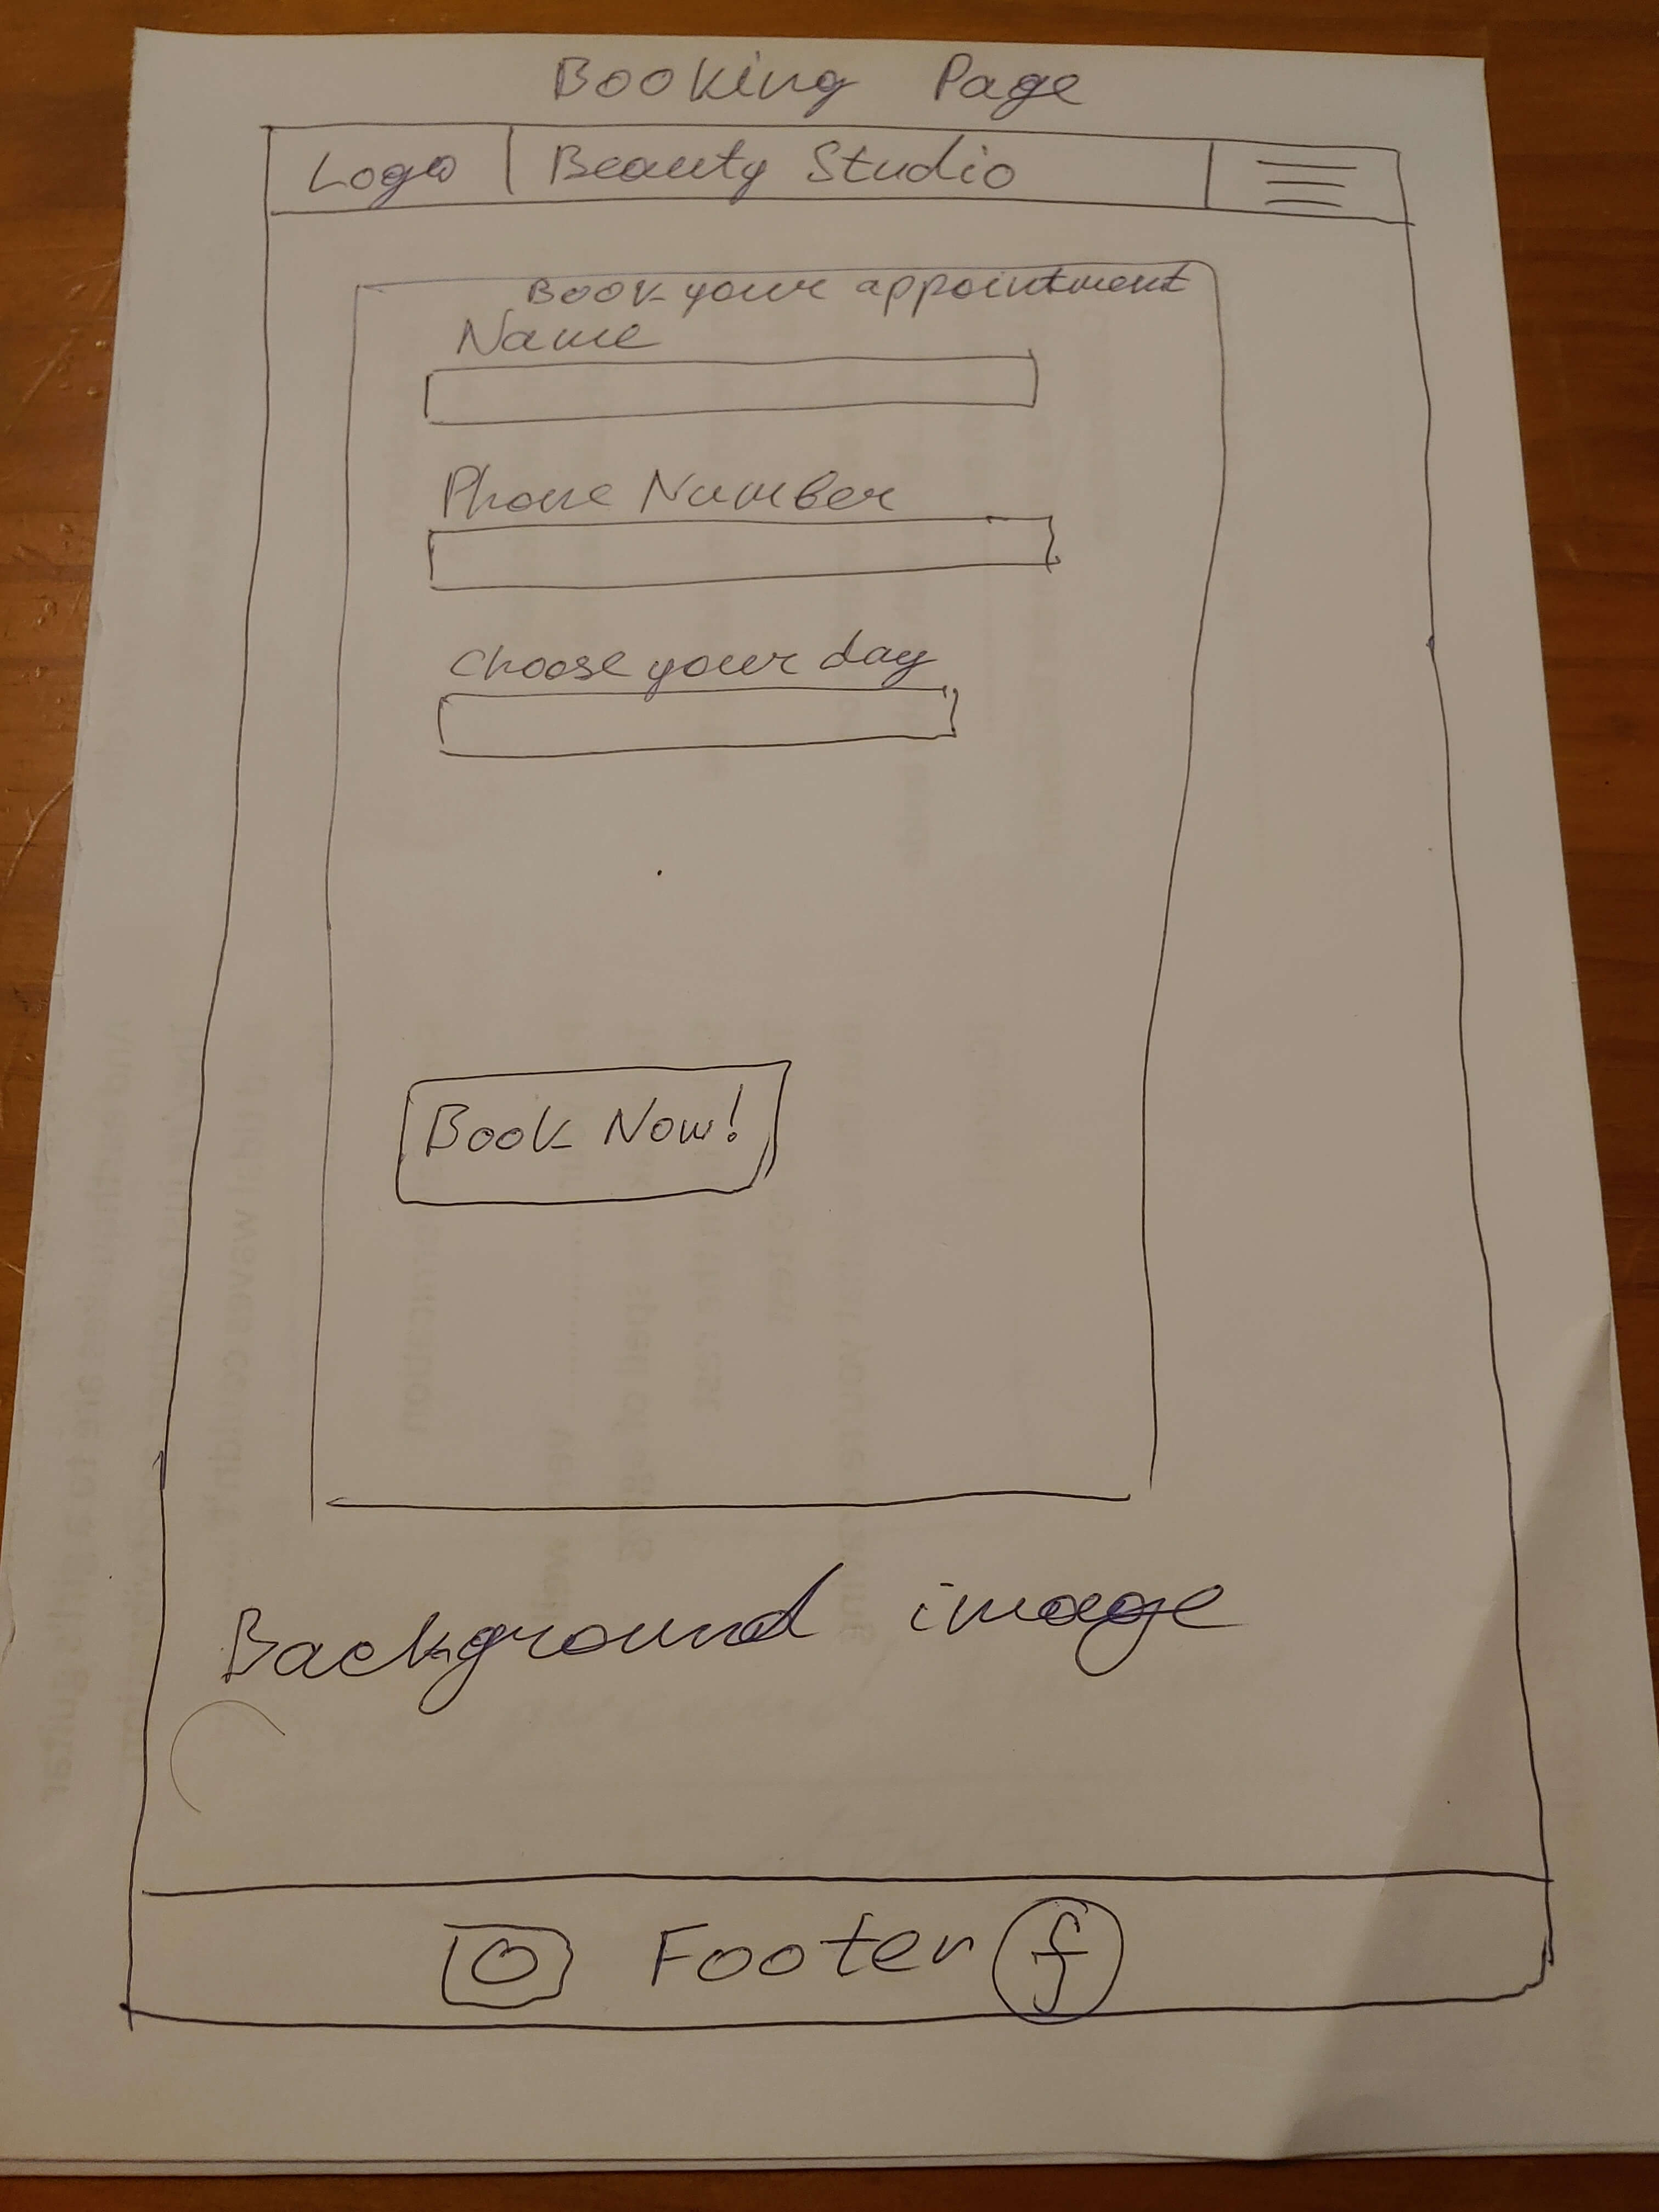 Booking Page
Logo Beauty Studio
Book your appointment
Name
Phone Number
Choose your day
Book Now!
Background image
Footer f